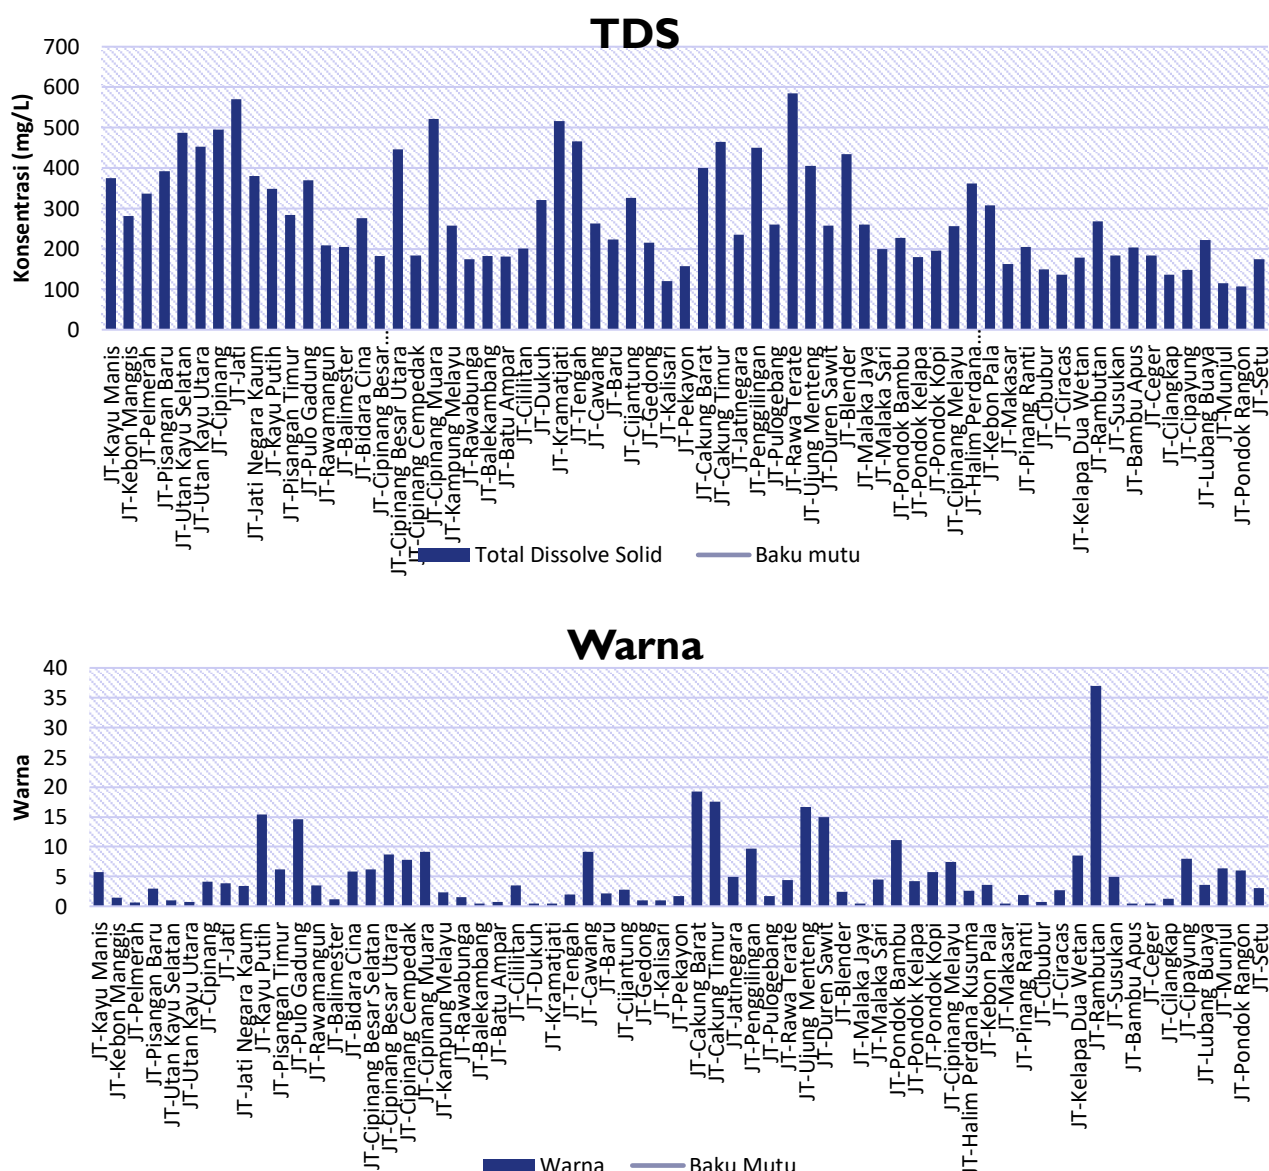 TDS
700
600
500
400
300
200
100
0
Konsentrasi (mg/L)
JT-Kayu Manis
JT-Kebon Manggis
JT-Pelmerah
JT-Pisangan Baru
JT-Utan Kayu Selatan
JT-Utan Kayu Utara
JT-Cipinang
JT-Jati
JT-Jati Negara Kaum
JT-Kayu Putih
JT-Pisangan Timur
JT-Pulo Gadung
JT-Rawamangun
JT-Balimester
JT-Bidara Cina
JT-Cipinang Besar...
JT-Cipinang Besar Utara
JT-Cipinang Cempedak
JT-Cipinang Muara
JT-Kampung Melayu
JT-Rawabunga
JT-Balekambang
JT-Batu Ampar
JT-Cililitan
JT-Dukuh
JT-Kramatjati
JT-Tengah
JT-Cawang
JT-Baru
JT-Cijantung
JT-Gedong
JT-Kalisari
JT-Pekayon
JT-Cakung Barat
JT-Cakung Timur
JT-Jatinegara
JT-Penggilingan
JT-Pulogebang
JT-Rawa Terate
JT-Ujung Menteng
JT-Duren Sawit
JT-Blender
JT-Malaka Jaya
JT-Malaka Sari
JT-Pondok Bambu
JT-Pondok Kelapa
JT-Pondok Kopi
JT-Cipinang Melayu
JT-Halim Perdana...
JT-Kebon Pala
JT-Makasar
JT-Pinang Ranti
JT-Cibubur
JT-Ciracas
JT-Kelapa Dua Wetan
JT-Rambutan
JT-Susukan
JT-Bambu Apus
JT-Ceger
JT-Cilangkap
JT-Cipayung
JT-Lubang Buaya
JT-Munjul
JT-Pondok Rangon
JT-Setu
Total Dissolve Solid
Baku mutu
Warna
40
35
30
25
20
15
10
5
0
Warna
JT-Kayu Manis
JT-Kebon Manggis
JT-Pelmerah
JT-Pisangan Baru
JT-Utan Kayu Selatan
JT-Utan Kayu Utara
JT-Cipinang
JT-Jati
JT-Jati Negara Kaum
JT-Kayu Putih
JT-Pisangan Timur
JT-Pulo Gadung
JT-Rawamangun
JT-Balimester
JT-Bidara Cina
JT-Cipinang Besar Selatan
JT-Cipinang Besar Utara
JT-Cipinang Cempedak
JT-Cipinang Muara
JT-Kampung Melayu
JT-Rawabunga
JT-Balekambang
JT-Batu Ampar
JT-Cililitan
JT-Dukuh
JT-Kramatjati
JT-Tengah
JT-Cawang
JT-Baru
JT-Cijantung
JT-Gedong
JT-Kalisari
JT-Pekayon
JT-Cakung Barat
JT-Cakung Timur
JT-Jatinegara
JT-Penggilingan
JT-Pulogebang
JT-Rawa Terate
JT-Ujung Menteng
JT-Duren Sawit
JT-Blender
JT-Malaka Jaya
JT-Malaka Sari
JT-Pondok Bambu
JT-Pondok Kelapa
JT-Pondok Kopi
JT-Cipinang Melayu
JT-Halim Perdana Kusuma
JT-Kebon Pala
JT-Makasar
JT-Pinang Ranti
JT-Cibubur
JT-Ciracas
JT-Kelapa Dua Wetan
JT-Rambutan
JT-Susukan
JT-Bambu Apus
JT-Ceger
JT-Cilangkap
JT-Cipayung
JT-Lubang Buaya
JT-Munjul
JT-Pondok Rangon
JT-Setu
Warna
Baku Mutu